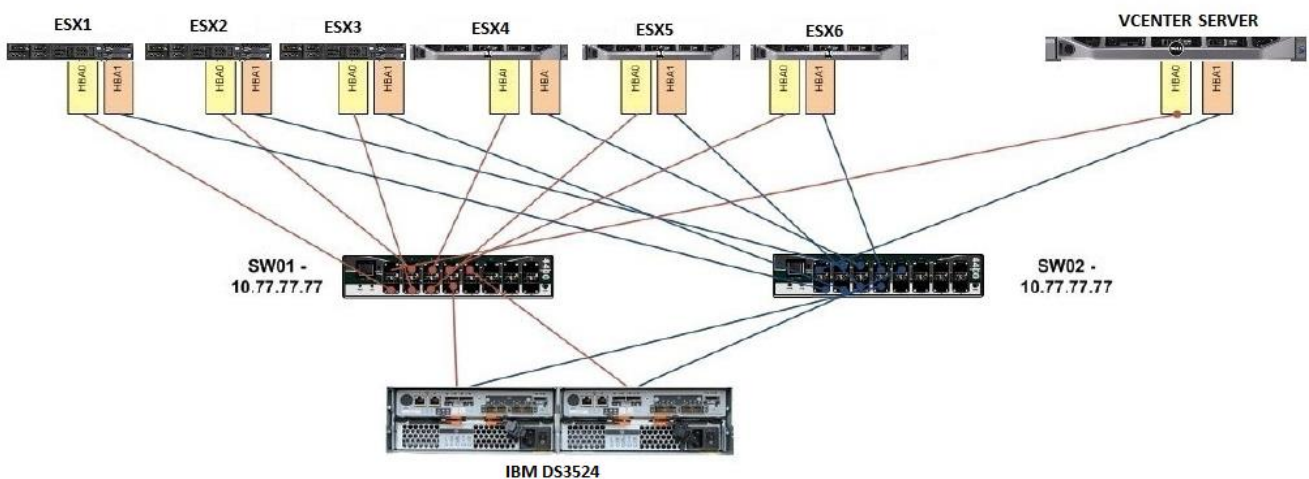 ESX1
ESX2
ESX3
ESX4
ESX5
ESX6
VCENTER SERVER
HBA0
HBA1
HBA0
HBA1
HBA0
HBA1
HBA
HBA0
HBA1
HBA0
HBA1
HBA0
HBA1
SW01 -
10.77.77.77
SW02 -
10.77.77.77
IBM DS3524